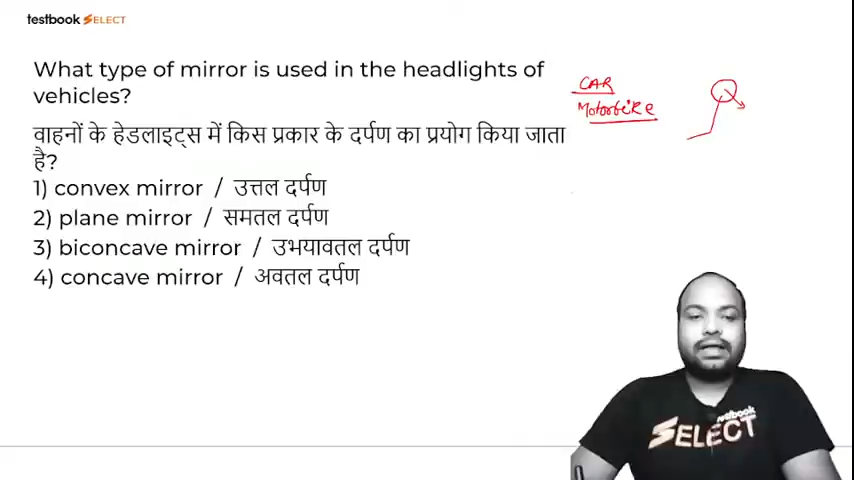 testbook SELECT
What type of mirror is used in the headlights of
vehicles?
वाहनों के हेडलाइट्स में किस प्रकार के दर्पण का प्रयोग किया जाता
है?
1) convex mirror / उत्तल दर्पण
2) plane mirror / समतल दर्पण
3) biconcave mirror / उभयावतल दर्पण
4) concave mirror / अवतल दर्पण
CAR
Motorbike
testbook
SELECT